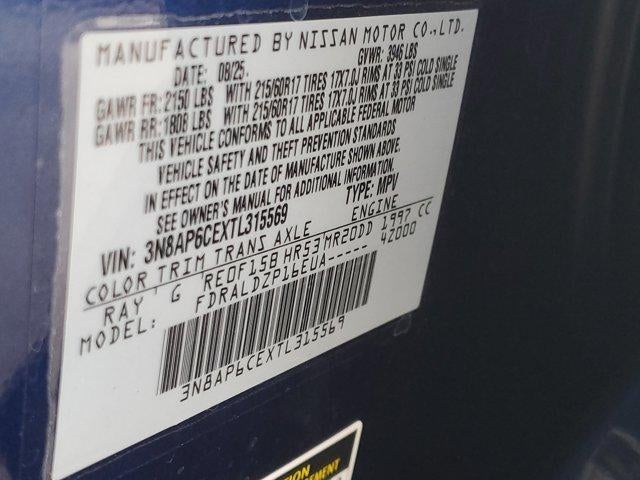 MANUFACTURED BY NISSAN MOTOR CO., LTD.
DATE: 08/25. GVWR: 3946 LBS
GAWR FR: 2150 LBS WITH 215/60R17 TIRES 17X7.0J RIMS AT 33 PSI COLD SINGLE
GAWR RR: 1808 LBS WITH 215/60R17 TIRES 17X7.0J RIMS AT 33 PSI COLD SINGLE
THIS VEHICLE CONFORMS TO ALL APPLICABLE FEDERAL MOTOR
VEHICLE SAFETY AND THEFT PREVENTION STANDARDS
IN EFFECT ON THE DATE OF MANUFACTURE SHOWN ABOVE.
SEE OWNER'S MANUAL FOR ADDITIONAL INFORMATION.
VIN: 3N8AP6CEXTL315569 TYPE: MPV
COLOR TRIM TRANS AXLE ENGINE
RAY G RE0F15B HR53 MR20DD 1997 CC
MODEL: FDRALDZP16EUA----- 42000
3N8AP6CEXTL315569